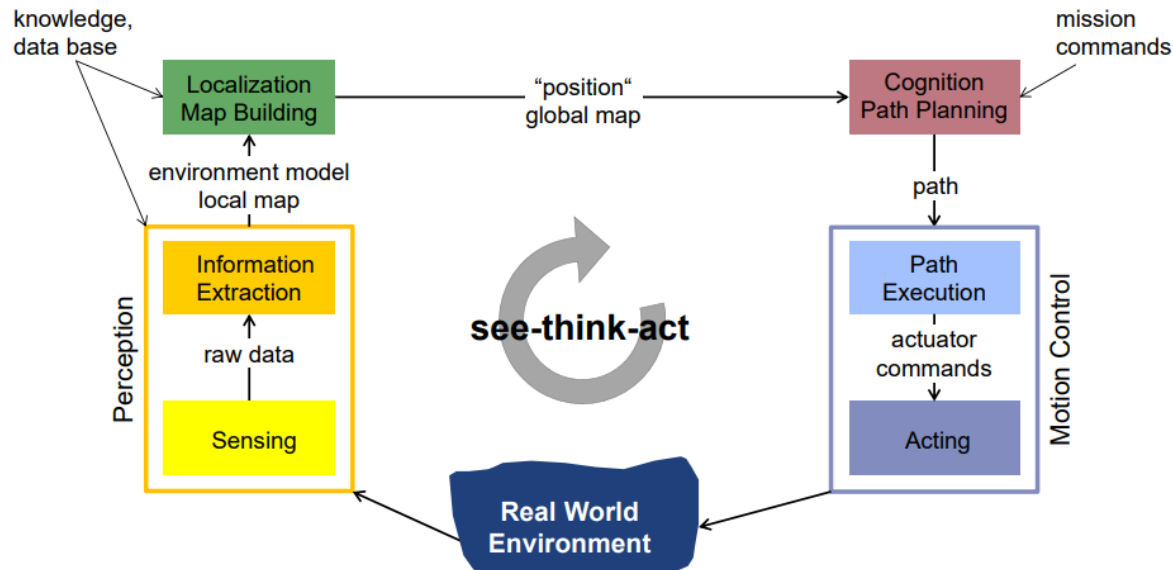 knowledge,
data base
mission
commands
Localization
Map Building
“position“
global map
Cognition
Path Planning
environment model
local map
path
Perception
Information
Extraction
raw data
Sensing
see-think-act
Path
Execution
actuator
commands
Acting
Motion Control
Real World
Environment